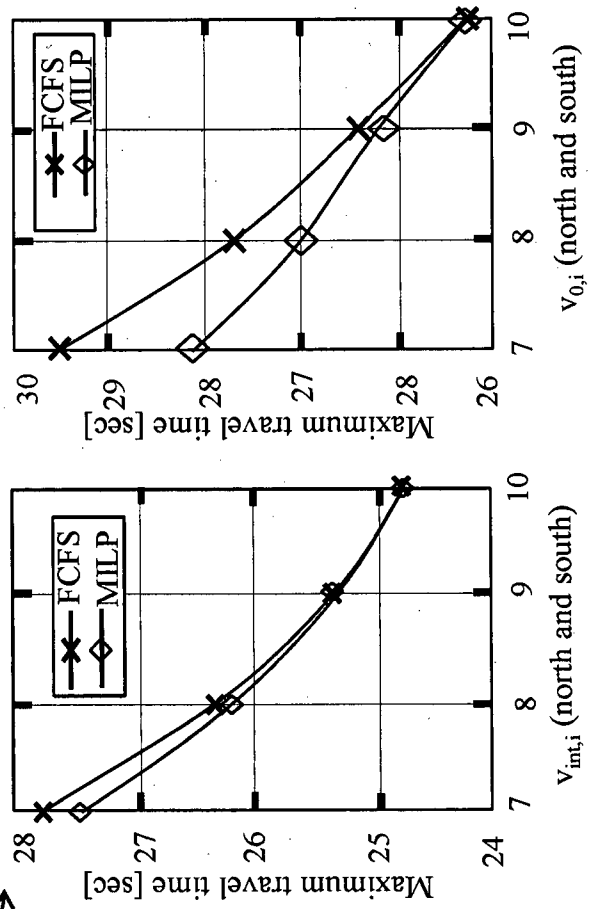 28
27
26
25
24
Maximum travel time [sec]
FCFS
MILP
7 8 9 10
v_int,i (north and south)
30
29
28
27
28
26
Maximum travel time [sec]
FCFS
MILP
7 8 9 10
v_0,i (north and south)